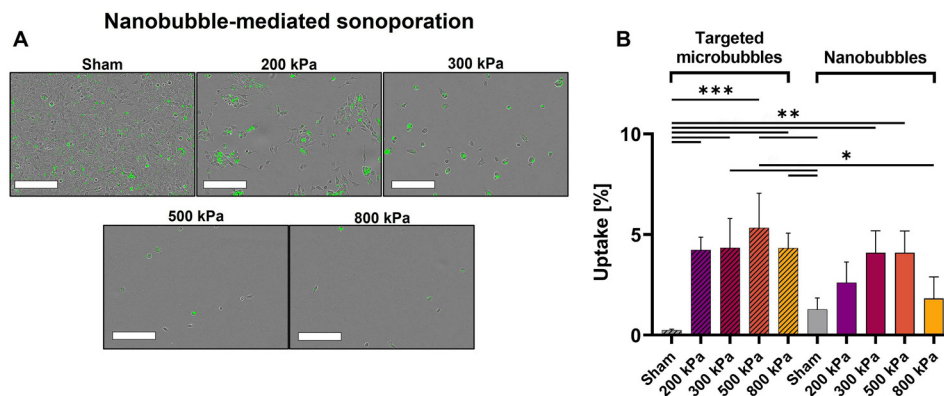 Nanobubble-mediated sonoporation
A
Sham
200 kPa
300 kPa
500 kPa
800 kPa
B
Targeted
microbubbles
Nanobubbles
***
**
*
10
5
0
Uptake [%]
Sham
200 kPa
300 kPa
500 kPa
800 kPa
Sham
200 kPa
300 kPa
500 kPa
800 kPa